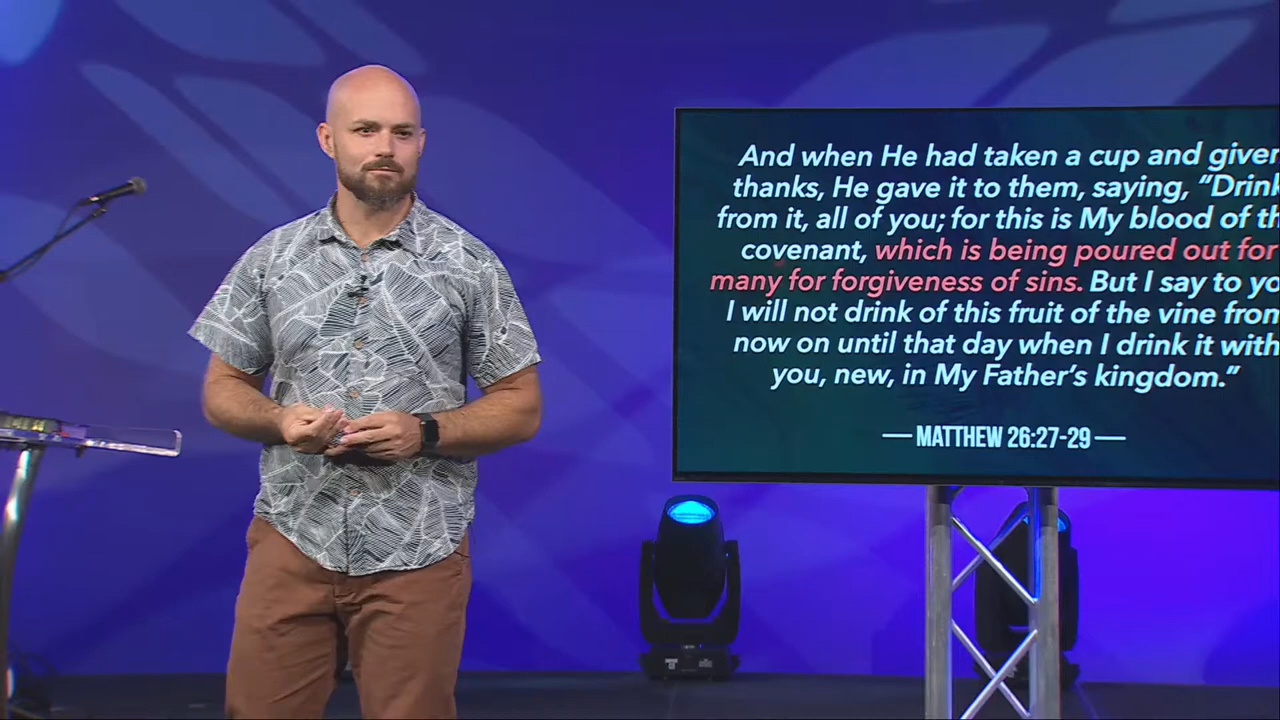 And when He had taken a cup and given
thanks, He gave it to them, saying, “Drink
from it, all of you; for this is My blood of
covenant, which is being poured out for
many for forgiveness of sins. But I say to
I will not drink of this fruit of the vine from
now on until that day when I drink it with
you, new, in My Father’s kingdom.”
— MATTHEW 26:27-29 —